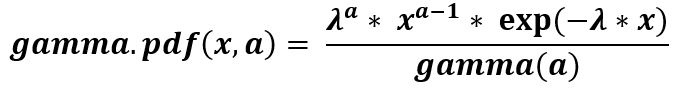 gamma.pdf(x,a) = λ^a * x^(a−1) * exp(−λ * x) / gamma(a)